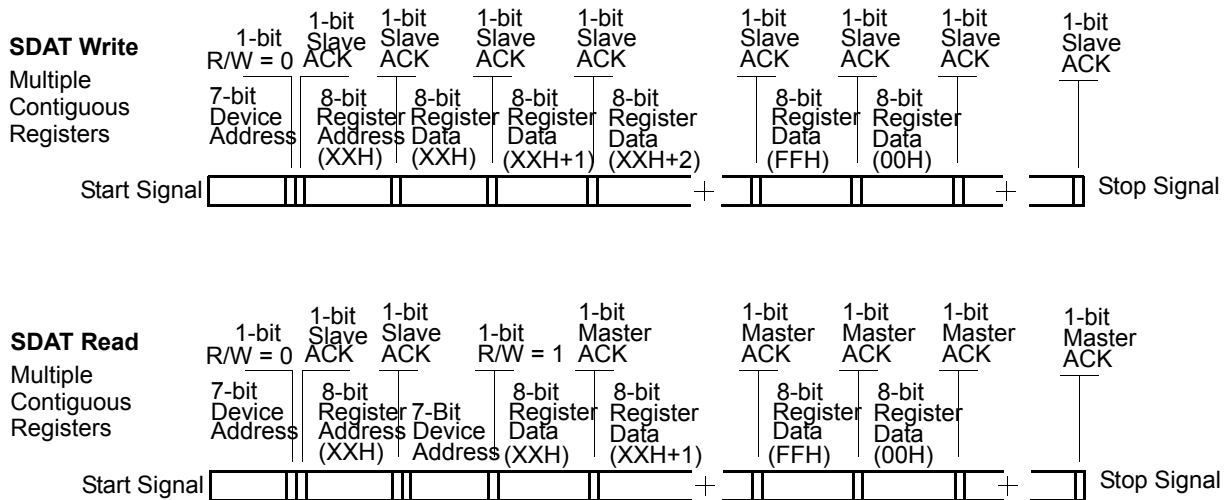 SDAT Write
Multiple
Contiguous
Registers
1-bit
R/W = 0
1-bit
Slave
ACK
1-bit
Slave
ACK
1-bit
Slave
ACK
1-bit
Slave
ACK
1-bit
Slave
ACK
1-bit
Slave
ACK
1-bit
Slave
ACK
1-bit
Slave
ACK
7-bit
Device
Address
8-bit
Register
Address
(XXH)
8-bit
Register
Data
(XXH)
8-bit
Register
Data
(XXH+1)
8-bit
Register
Data
(XXH+2)
8-bit
Register
Data
(FFH)
8-bit
Register
Data
(00H)
Start Signal
Stop Signal
SDAT Read
Multiple
Contiguous
Registers
1-bit
R/W = 0
1-bit
Slave
ACK
1-bit
Slave
ACK
1-bit
R/W = 1
1-bit
Master
ACK
1-bit
Master
ACK
1-bit
Master
ACK
1-bit
Master
ACK
1-bit
Master
ACK
7-bit
Device
Address
8-bit
Register
Address
(XXH)
7-Bit
Device
Address
8-bit
Register
Data
(XXH)
8-bit
Register
Data
(XXH+1)
8-bit
Register
Data
(FFH)
8-bit
Register
Data
(00H)
Start Signal
Stop Signal